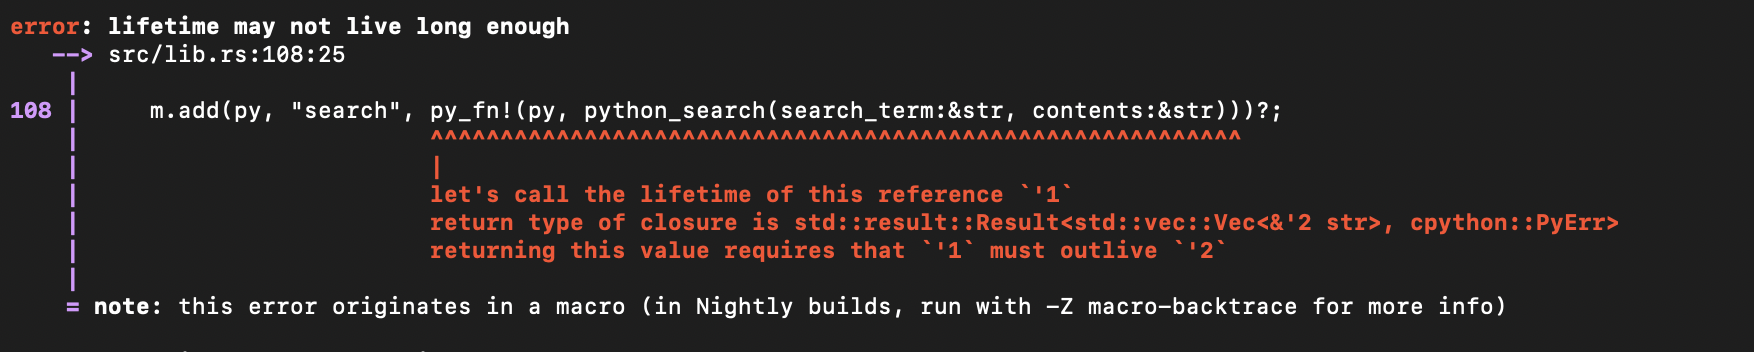 error: lifetime may not live long enough
--> src/lib.rs:108:25
|
108 | m.add(py, "search", py_fn!(py, python_search(search_term:&str, contents:&str)))?;
| ^^^^^^^^^^^^^^^^^^^^^^^^^^^^^^^^^^^^^^^^^^^^^^^^^^^^^^^^^^
| |
| let's call the lifetime of this reference `'1`
| return type of closure is std::result::Result<std::vec::Vec<&'2 str>, cpython::PyErr>
| returning this value requires that `'1` must outlive `'2`
|
= note: this error originates in a macro (in Nightly builds, run with -Z macro-backtrace for more info)